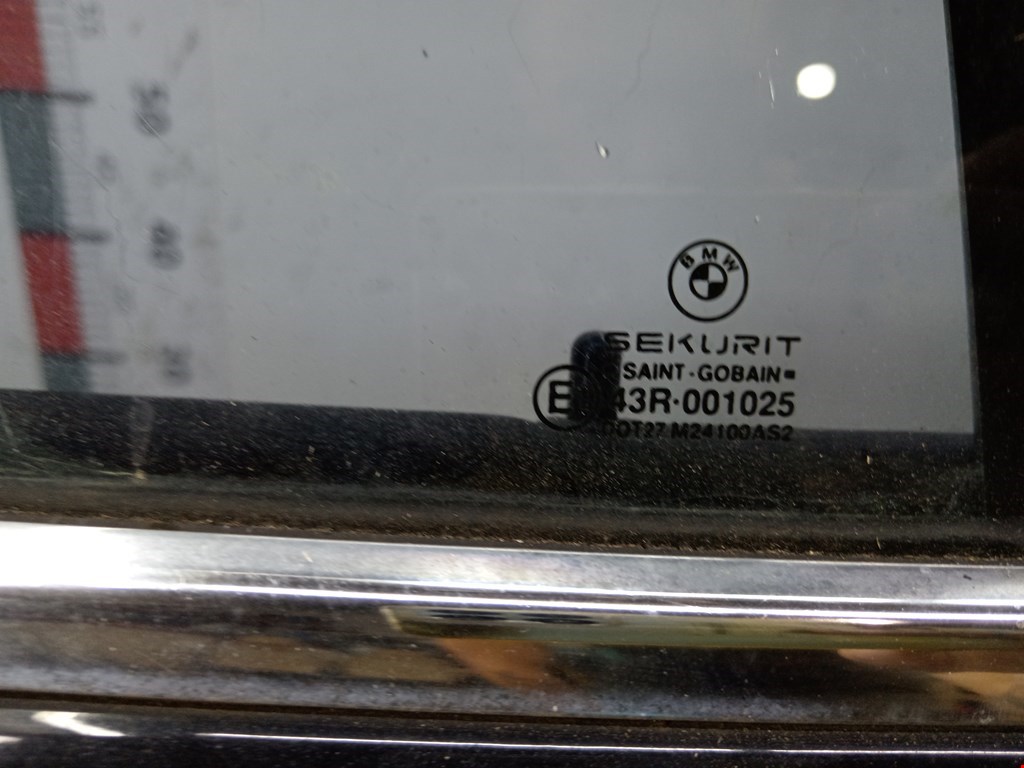 BMW
SEKURIT
SAINT-GOBAIN
E 43R-001025
DOT27 M24100AS2